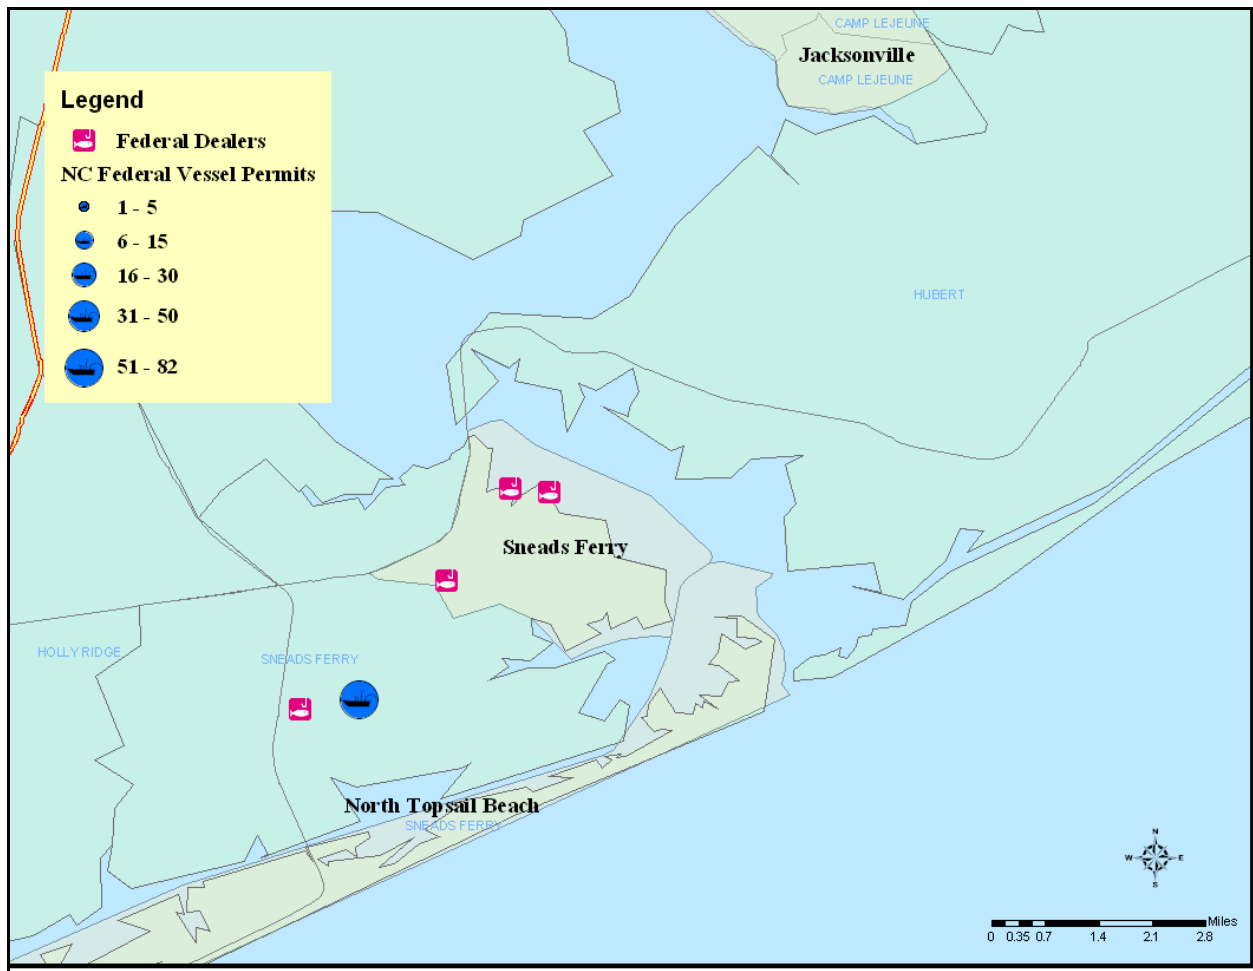 CAMP LEJEUNE
Jacksonville
CAMP LEJEUNE
Legend
Federal Dealers
NC Federal Vessel Permits
1 - 5
6 - 15
16 - 30
31 - 50
51 - 82
HUBERT
Sneads Ferry
HOLLY RIDGE
SNEADS FERRY
North Topsail Beach
SNEADS FERRY
N
W E
S
Miles
0 0.35 0.7 1.4 2.1 2.8